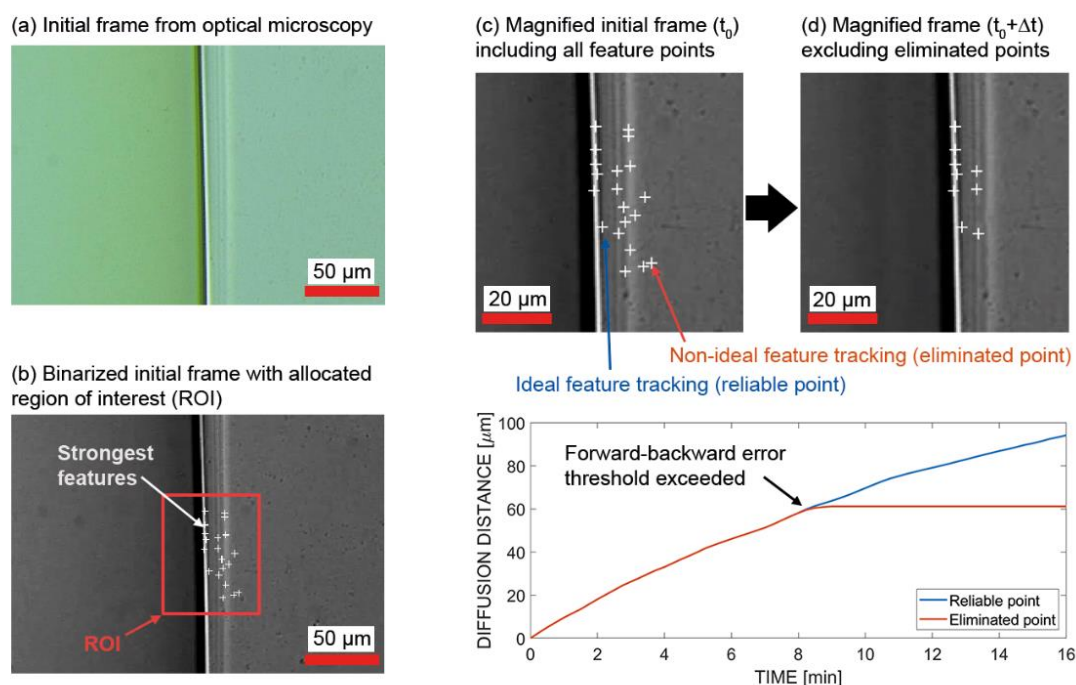 (a) Initial frame from optical microscopy
50 µm
(b) Binarized initial frame with allocated
region of interest (ROI)
Strongest
features
ROI
50 µm
(c) Magnified initial frame (t0)
including all feature points
20 µm
(d) Magnified frame (t0+Δt)
excluding eliminated points
20 µm
Non-ideal feature tracking (eliminated point)
Ideal feature tracking (reliable point)
DIFFUSION DISTANCE [µm]
100
80
60
40
20
0
Forward-backward error
threshold exceeded
Reliable point
Eliminated point
0 2 4 6 8 10 12 14 16
TIME [min]